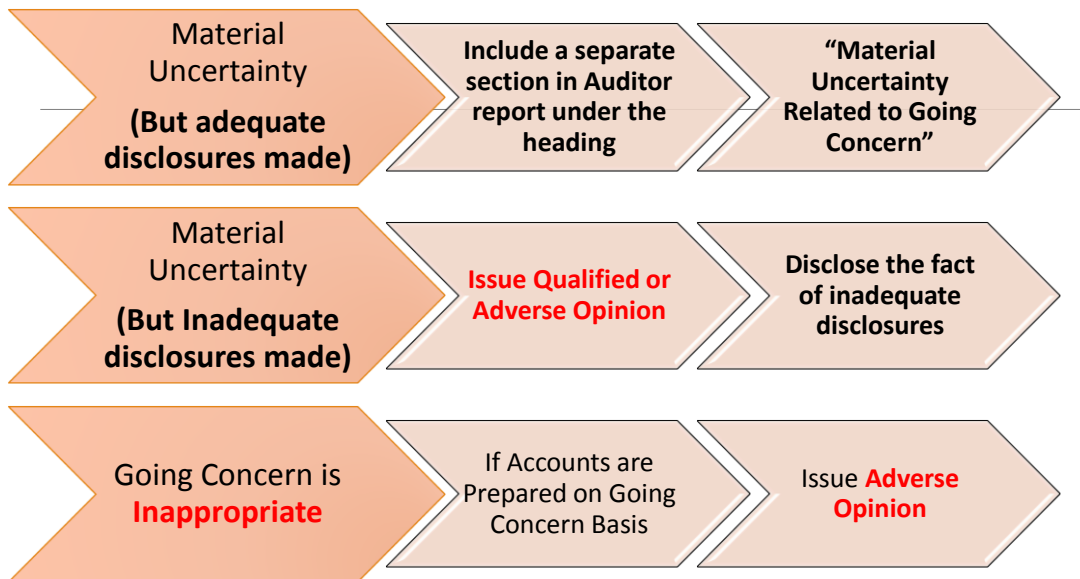 Material
Uncertainty
(But adequate
disclosures made)
Include a separate
section in Auditor
report under the
heading
“Material
Uncertainty
Related to Going
Concern”
Material
Uncertainty
(But Inadequate
disclosures made)
Issue Qualified or
Adverse Opinion
Disclose the fact
of inadequate
disclosures
Going Concern is
Inappropriate
If Accounts are
Prepared on Going
Concern Basis
Issue Adverse
Opinion